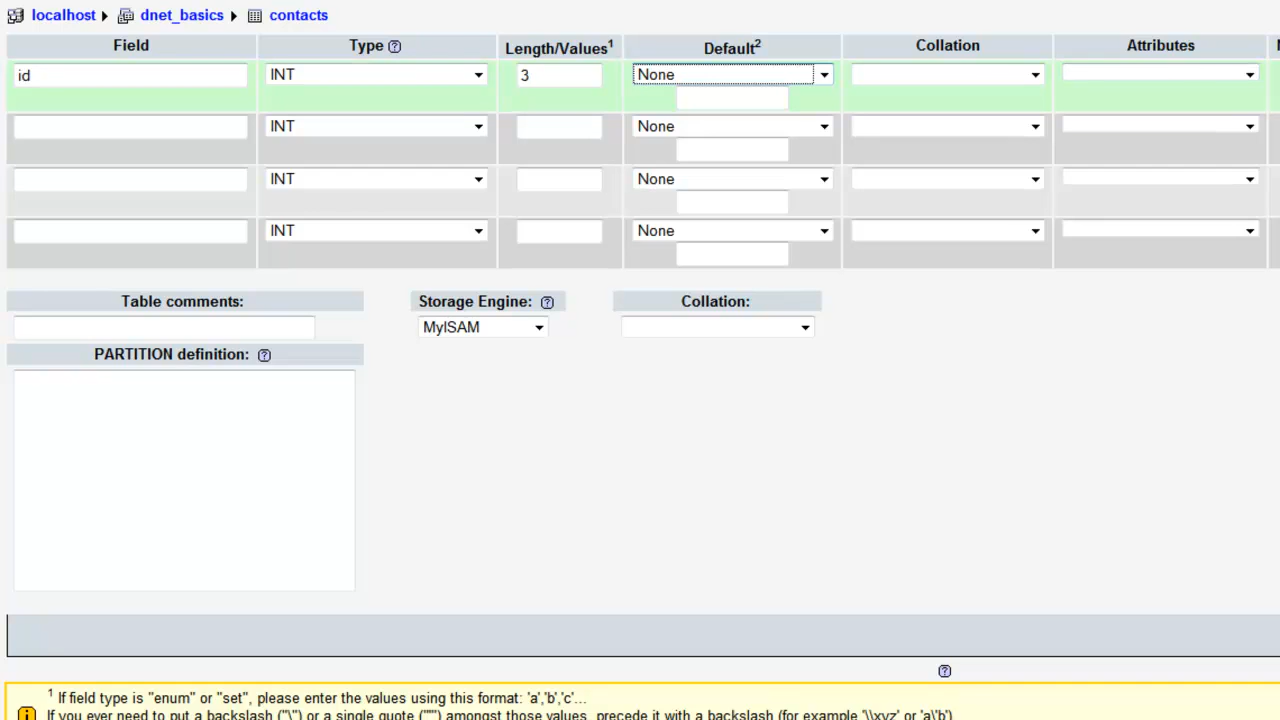 localhost dnet_basics contacts
Field Type Length/Values1 Default2 Collation Attributes
id INT 3 None
INT None
INT None
INT None
Table comments: Storage Engine: Collation:
MyISAM
PARTITION definition:
1 If field type is "enum" or "set", please enter the values using this format: 'a','b','c'...
If you ever need to put a backslash ("\") or a single quote ("'") amongst those values, precede it with a backslash (for example '\\xyz' or 'a\'b').